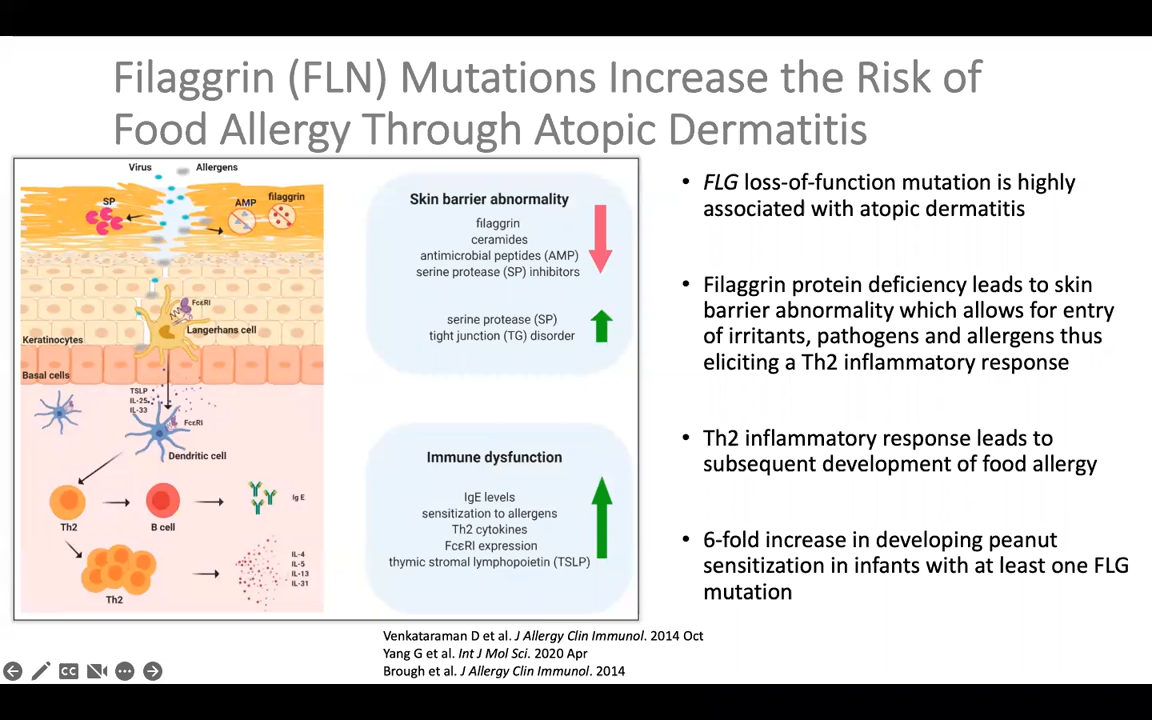 Filaggrin (FLN) Mutations Increase the Risk of
Food Allergy Through Atopic Dermatitis
Virus
Allergens
SP
AMP
filaggrin
FcεRI
Langerhans cell
Keratinocytes
Basal cells
TSLP
IL-25
IL-33
FcεRI
Dendritic cell
Th2
B cell
Ig E
Th2
IL-4
IL-5
IL-13
IL-31
Skin barrier abnormality
filaggrin
ceramides
antimicrobial peptides (AMP)
serine protease (SP) inhibitors
serine protease (SP)
tight junction (TG) disorder
Immune dysfunction
IgE levels
sensitization to allergens
Th2 cytokines
FcεRI expression
thymic stromal lymphopoietin (TSLP)
• FLG loss-of-function mutation is highly
associated with atopic dermatitis
• Filaggrin protein deficiency leads to skin
barrier abnormality which allows for entry
of irritants, pathogens and allergens thus
eliciting a Th2 inflammatory response
• Th2 inflammatory response leads to
subsequent development of food allergy
• 6-fold increase in developing peanut
sensitization in infants with at least one FLG
mutation
Venkataraman D et al. J Allergy Clin Immunol. 2014 Oct
Yang G et al. Int J Mol Sci. 2020 Apr
Brough et al. J Allergy Clin Immunol. 2014
CC